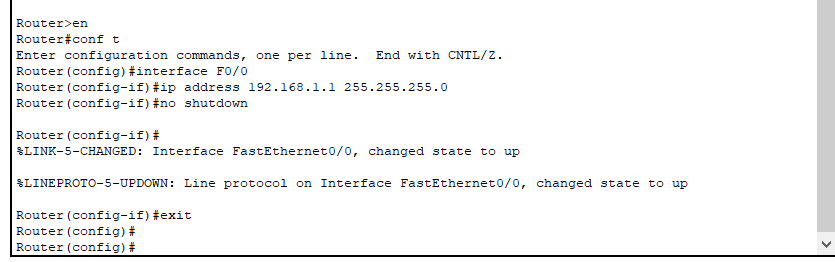 Router>en
Router#conf t
Enter configuration commands, one per line.  End with CNTL/Z.
Router(config)#interface F0/0
Router(config-if)#ip address 192.168.1.1 255.255.255.0
Router(config-if)#no shutdown
Router(config-if)#
%LINK-5-CHANGED: Interface FastEthernet0/0, changed state to up
%LINEPROTO-5-UPDOWN: Line protocol on Interface FastEthernet0/0, changed state to up
Router(config-if)#exit
Router(config)#
Router(config)#